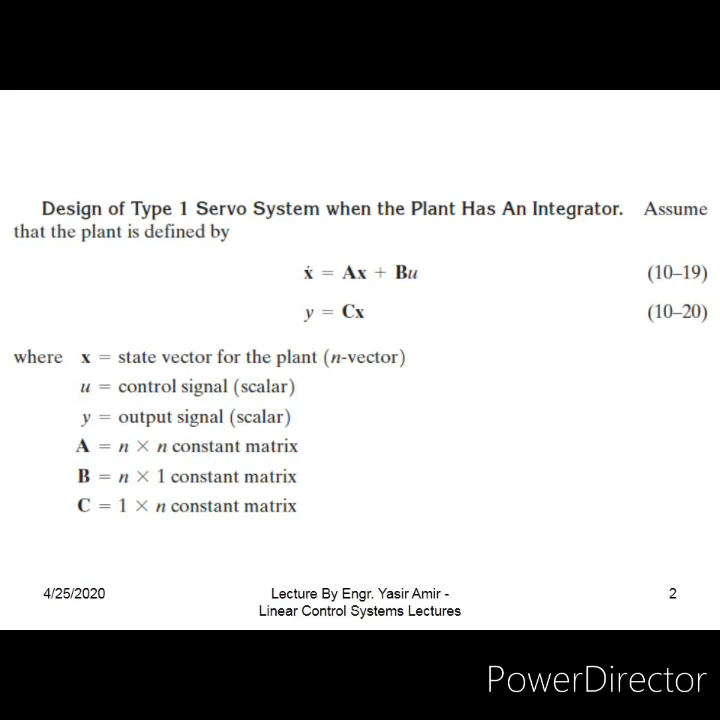 Design of Type 1 Servo System when the Plant Has An Integrator. Assume
that the plant is defined by
ẋ = Ax + Bu (10–19)
y = Cx (10–20)
where x = state vector for the plant (n-vector)
u = control signal (scalar)
y = output signal (scalar)
A = n × n constant matrix
B = n × 1 constant matrix
C = 1 × n constant matrix
4/25/2020 Lecture By Engr. Yasir Amir - 2
Linear Control Systems Lectures
PowerDirector